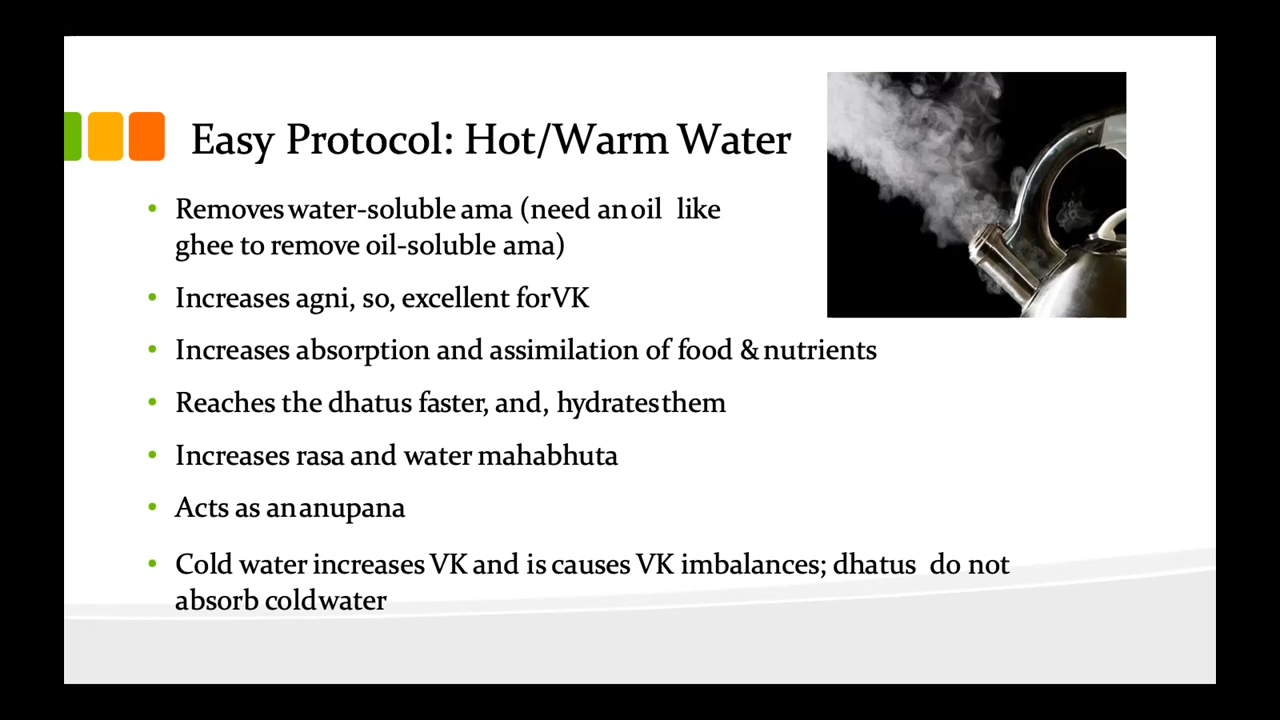 Easy Protocol: Hot/Warm Water
• Removes water-soluble ama (need an oil like
ghee to remove oil-soluble ama)
• Increases agni, so, excellent forVK
• Increases absorption and assimilation of food & nutrients
• Reaches the dhatus faster, and, hydrates them
• Increases rasa and water mahabhuta
• Acts as an anupana
• Cold water increases VK and is causes VK imbalances; dhatus do not
absorb cold water